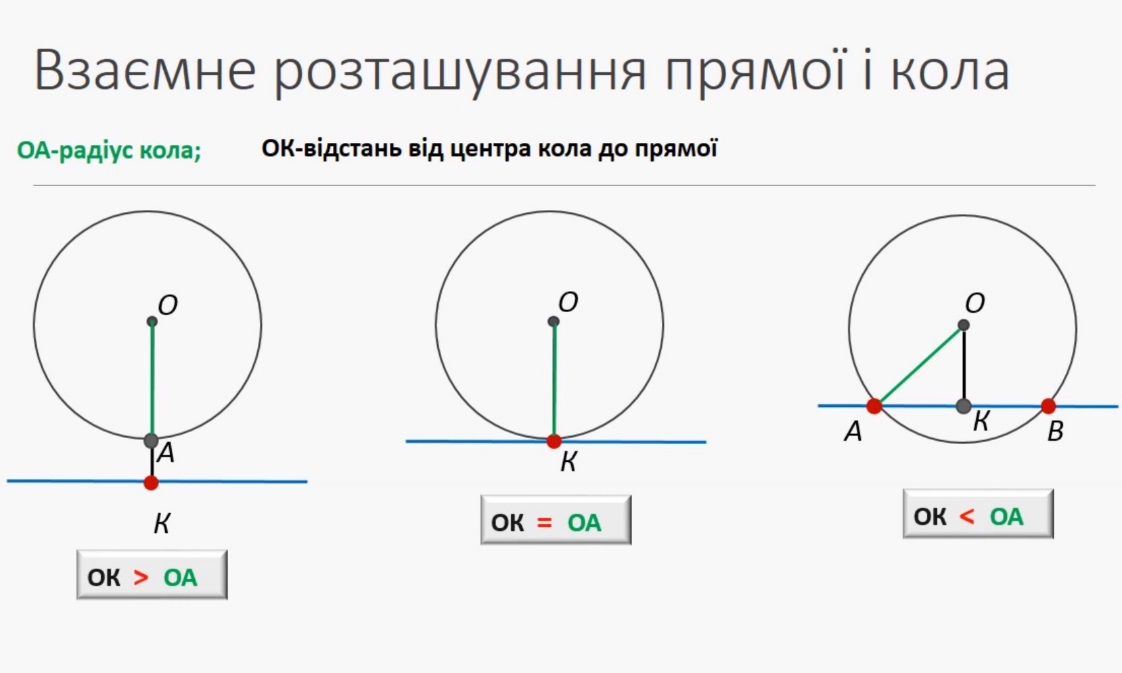 Взаємне розташування прямої і кола
ОА-радіус кола; ОК-відстань від центра кола до прямої
О
А
К
ОК > ОА
О
К
ОК = ОА
О
А
К
В
ОК < ОА